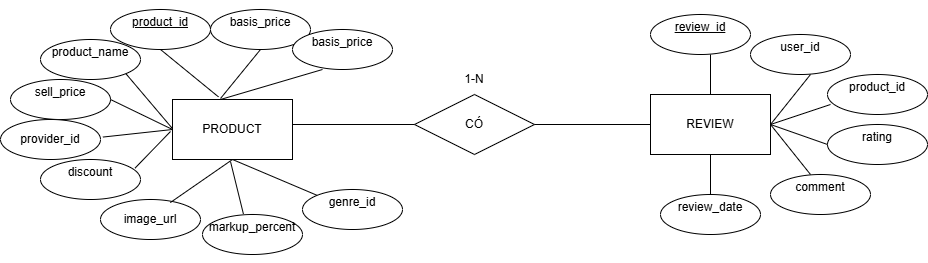 product_id
basis_price
basis_price
product_name
sell_price
provider_id
discount
PRODUCT
image_url
markup_percent
genre_id
1-N
CÓ
review_id
user_id
product_id
REVIEW
rating
comment
review_date